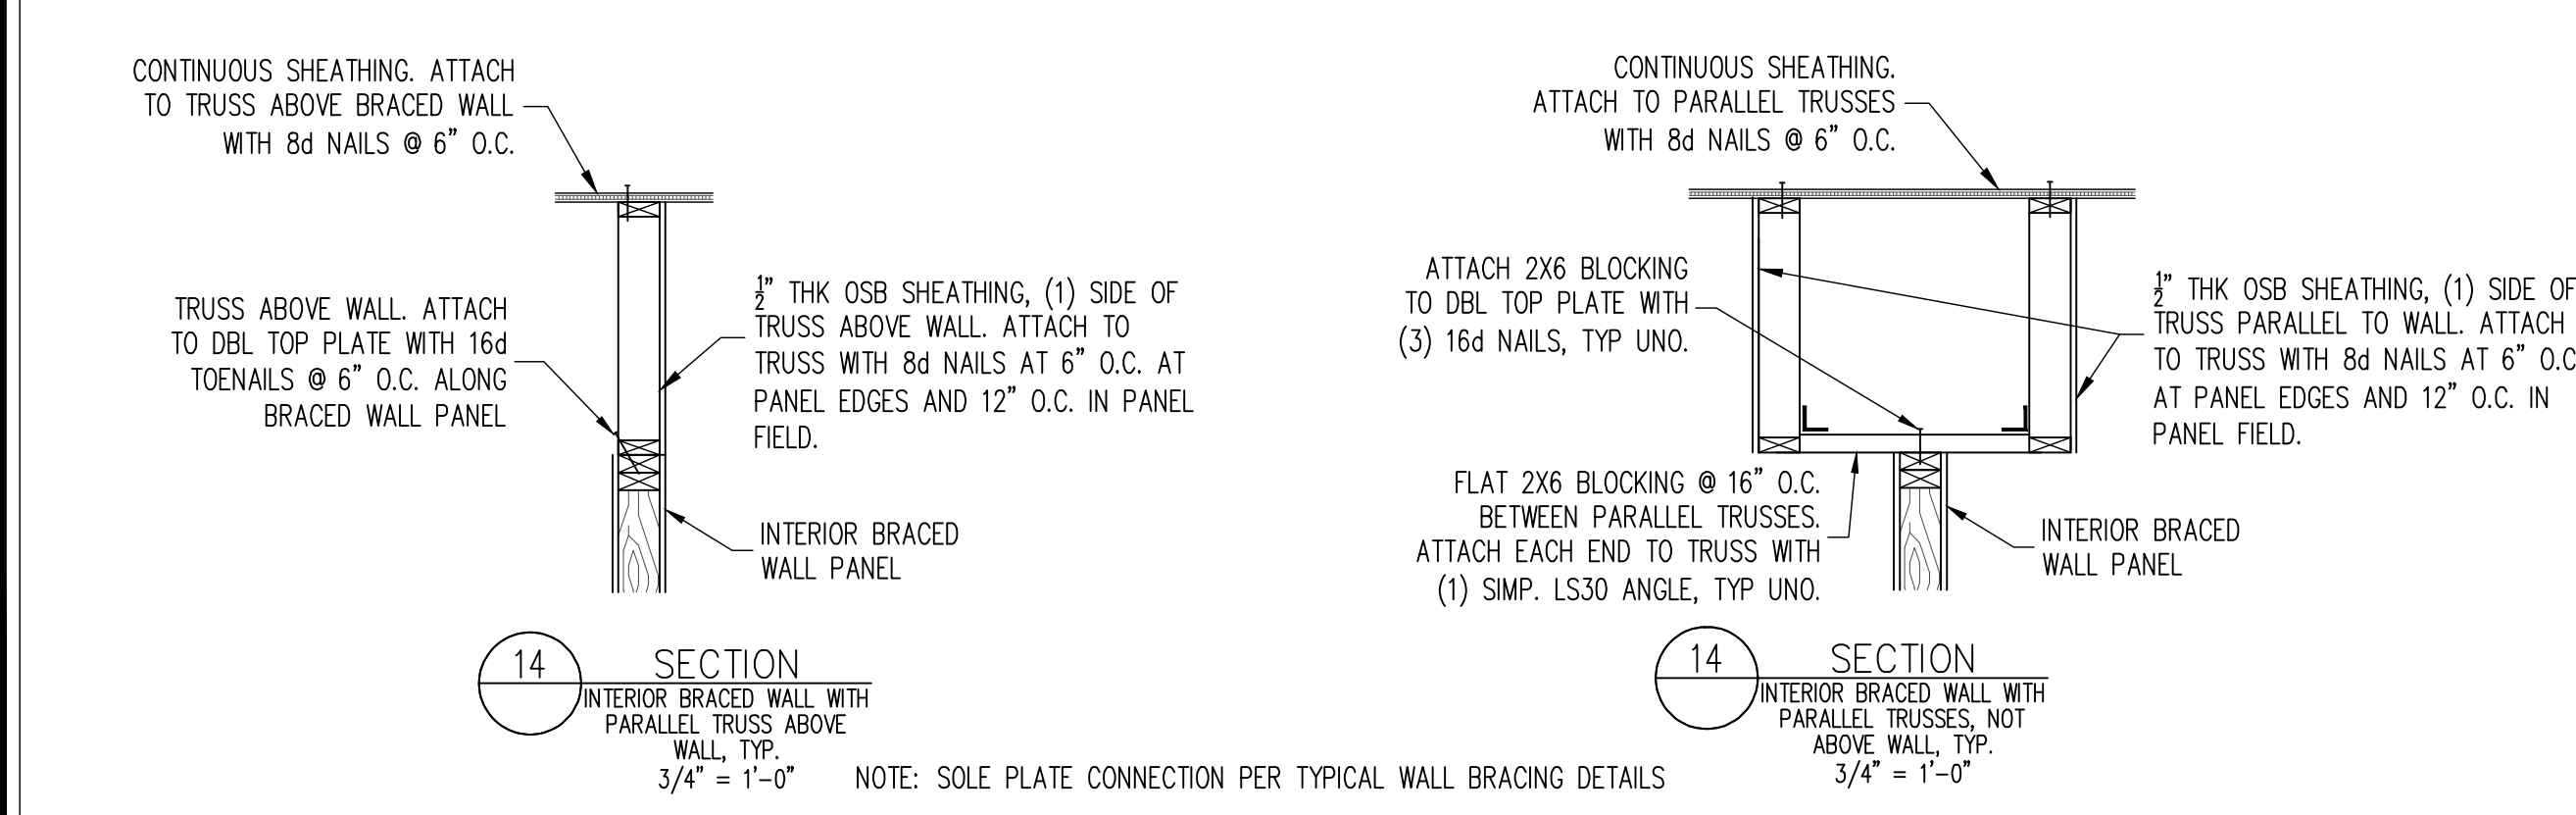 CONTINUOUS SHEATHING. ATTACH
TO TRUSS ABOVE BRACED WALL
WITH 8d NAILS @ 6" O.C.
TRUSS ABOVE WALL. ATTACH
TO DBL TOP PLATE WITH 16d
TOENAILS @ 6" O.C. ALONG
BRACED WALL PANEL
½" THK OSB SHEATHING, (1) SIDE OF
TRUSS ABOVE WALL. ATTACH TO
TRUSS WITH 8d NAILS AT 6" O.C. AT
PANEL EDGES AND 12" O.C. IN PANEL
FIELD.
INTERIOR BRACED
WALL PANEL
14
SECTION
INTERIOR BRACED WALL WITH
PARALLEL TRUSS ABOVE
WALL, TYP.
3/4" = 1'-0"
NOTE: SOLE PLATE CONNECTION PER TYPICAL WALL BRACING DETAILS
CONTINUOUS SHEATHING.
ATTACH TO PARALLEL TRUSSES
WITH 8d NAILS @ 6" O.C.
ATTACH 2X6 BLOCKING
TO DBL TOP PLATE WITH
(3) 16d NAILS, TYP UNO.
½" THK OSB SHEATHING, (1) SIDE OF
TRUSS PARALLEL TO WALL. ATTACH
TO TRUSS WITH 8d NAILS AT 6" O.C
AT PANEL EDGES AND 12" O.C. IN
PANEL FIELD.
FLAT 2X6 BLOCKING @ 16" O.C.
BETWEEN PARALLEL TRUSSES.
ATTACH EACH END TO TRUSS WITH
(1) SIMP. LS30 ANGLE, TYP UNO.
INTERIOR BRACED
WALL PANEL
14
SECTION
INTERIOR BRACED WALL WITH
PARALLEL TRUSSES, NOT
ABOVE WALL, TYP.
3/4" = 1'-0"